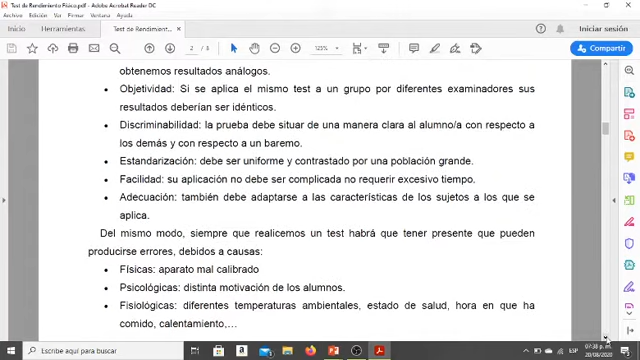 Test de Rendimiento Físico.pdf - Adobe Acrobat Reader DC
Archivo Edición Ver Ventana Ayuda
Inicio Herramientas Test de Rendimiento... × Iniciar sesión
2 / 3 125% Compartir
obtenemos resultados análogos.
• Objetividad: Si se aplica el mismo test a un grupo por diferentes examinadores sus
resultados deberían ser idénticos.
• Discriminabilidad: la prueba debe situar de una manera clara al alumno/a con respecto a
los demás y con respecto a un baremo.
• Estandarización: debe ser uniforme y contrastado por una población grande.
• Facilidad: su aplicación no debe ser complicada no requerir excesivo tiempo.
• Adecuación: también debe adaptarse a las características de los sujetos a los que se
aplica.
Del mismo modo, siempre que realicemos un test habrá que tener presente que pueden
producirse errores, debidos a causas:
• Físicas: aparato mal calibrado
• Psicológicas: distinta motivación de los alumnos.
• Fisiológicas: diferentes temperaturas ambientales, estado de salud, hora en que ha
comido, calentamiento,...
Escribe aquí para buscar
ESP
07:38 p. m.
20/08/2020